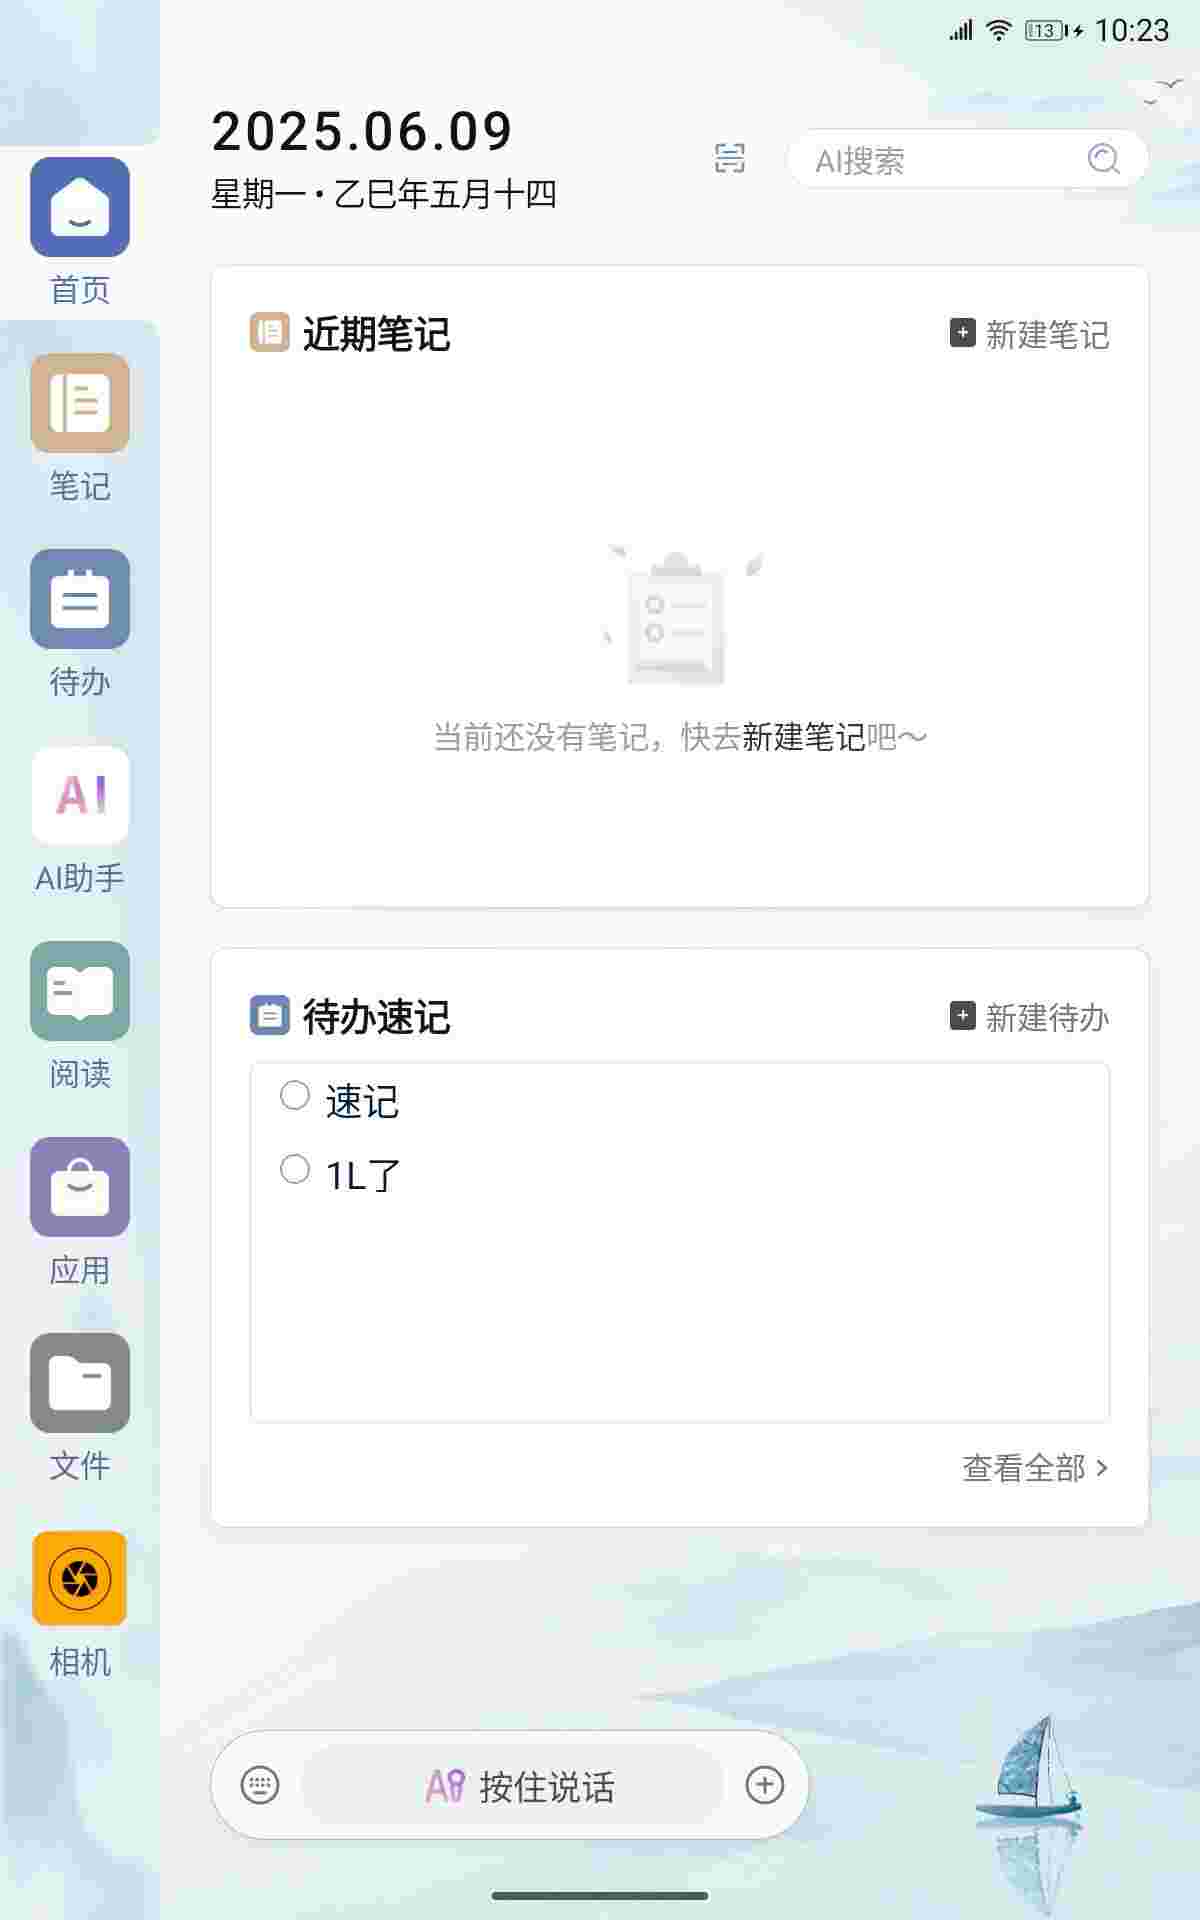 13 10:23
2025.06.09
星期一·乙巳年五月十四
AI搜索
首页
笔记
待办
AI
AI助手
阅读
应用
文件
相机
近期笔记
新建笔记
当前还没有笔记，快去新建笔记吧～
待办速记
新建待办
速记
1L了
查看全部 >
AI 按住说话